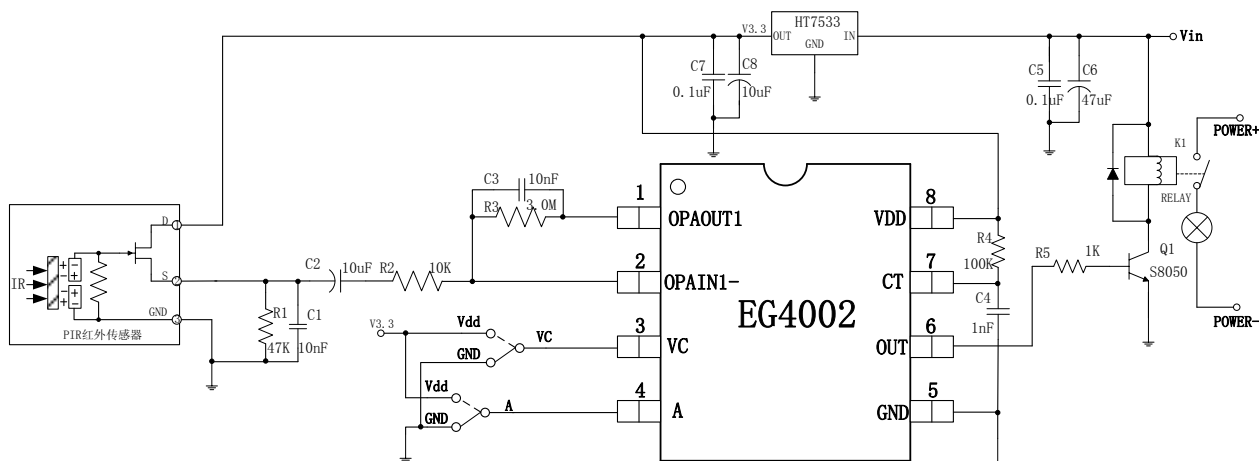 HT7533
V3.3
OUT
IN
GND
Vin
C7
0.1uF
C8
10uF
C5
0.1uF
C6
47uF
POWER+
K1
RELAY
C3
10nF
R3
3.0M
1
OPAOUT1
8
VDD
D
R4
100K
R5
1K
Q1
S8050
C2
10uF
R2
10K
2
OPAIN1-
7
CT
IR
S
2
GND
3
PIR红外传感器
R1
47K
C1
10nF
EG4002
C4
1nF
V3.3
Vdd
GND
VC
3
VC
6
OUT
POWER-
Vdd
GND
A
4
A
5
GND